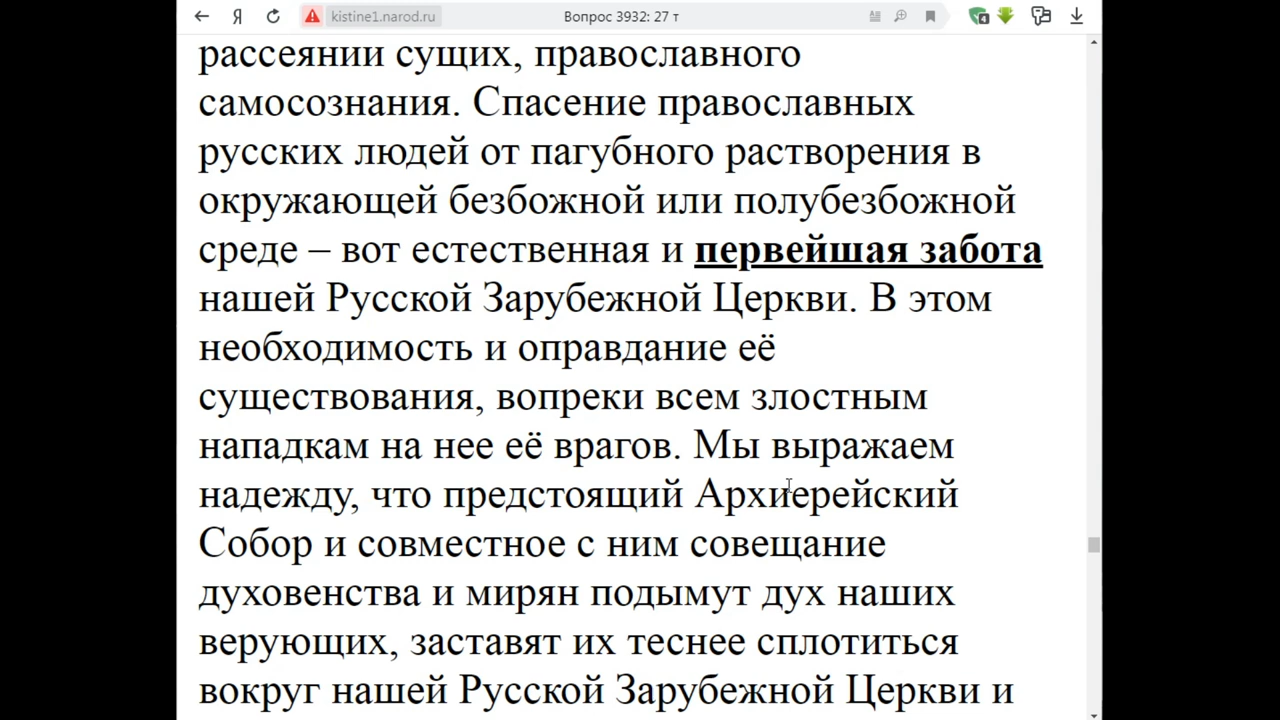 Я kistine1.narod.ru Вопрос 3932: 27 т 4
рассеянии сущих, православного
самосознания. Спасение православных
русских людей от пагубного растворения в
окружающей безбожной или полубезбожной
среде – вот естественная и первейшая забота
нашей Русской Зарубежной Церкви. В этом
необходимость и оправдание её
существования, вопреки всем злостным
нападкам на нее её врагов. Мы выражаем
надежду, что предстоящий Архиерейский
Собор и совместное с ним совещание
духовенства и мирян подымут дух наших
верующих, заставят их теснее сплотиться
вокруг нашей Русской Зарубежной Церкви и